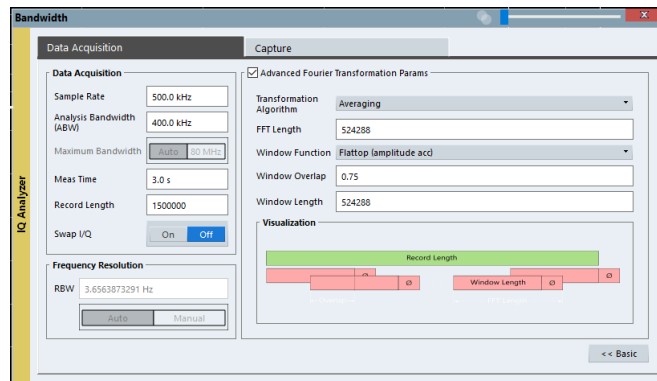 Bandwidth
IQ Analyzer
Data Acquisition
Capture
Data Acquisition
Sample Rate
500.0 kHz
Analysis Bandwidth
(ABW)
400.0 kHz
Maximum Bandwidth
Auto
80 MHz
Meas Time
3.0 s
Record Length
1500000
Swap I/Q
On
Off
Frequency Resolution
RBW
3.6563873291 Hz
Auto
Manual
Advanced Fourier Transformation Params
Transformation
Algorithm
Averaging
FFT Length
524288
Window Function
Flattop (amplitude acc)
Window Overlap
0.75
Window Length
524288
Visualization
Record Length
Ø
Ø
Ø
Window Length
Ø
<< Basic